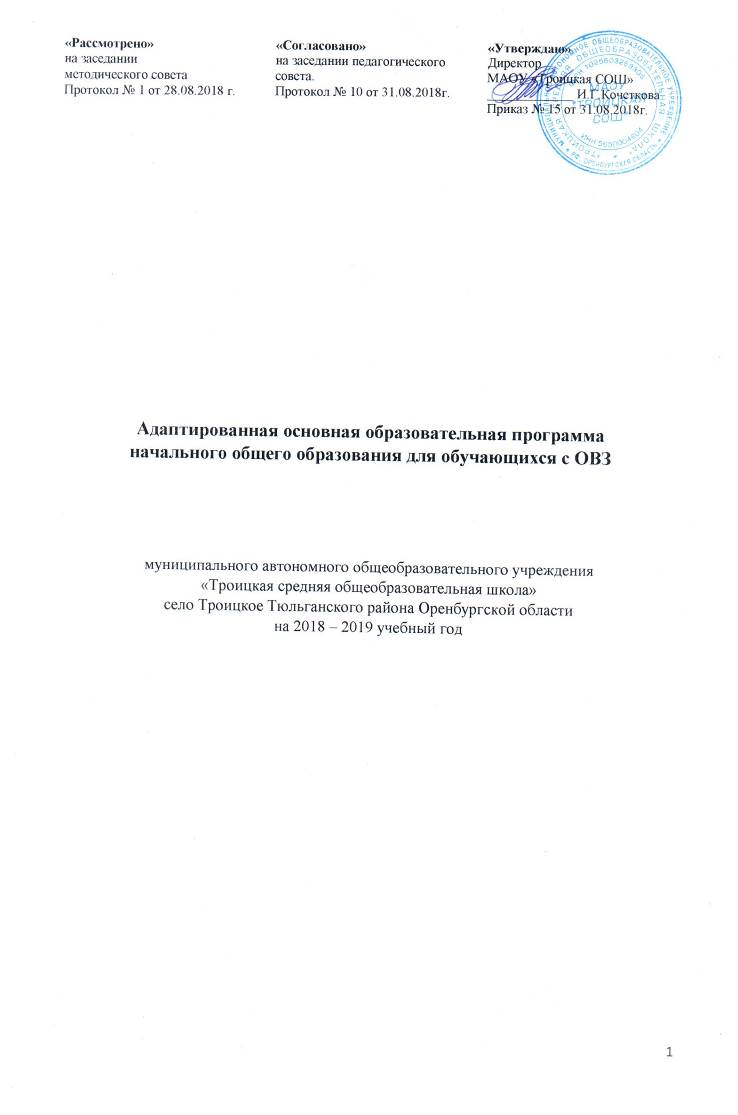 «Рассмотрено»
на заседании
методического совета
Протокол № 1 от 28.08.2018 г.
«Согласовано»
на заседании педагогического
совета.
Протокол № 10 от 31.08.2018г.
«Утверждаю»
Директор
МАОУ «Троицкая СОШ»
И.Г.Кочеткова
Приказ № 15 от 31.08.2018г.
МАОУ
"ТРОИЦКАЯ
СОШ"
Адаптированная основная образовательная программа
начального общего образования для обучающихся с ОВЗ
муниципального автономного общеобразовательного учреждения
«Троицкая средняя общеобразовательная школа»
село Троицкое Тюльганского района Оренбургской области
на 2018 – 2019 учебный год
1